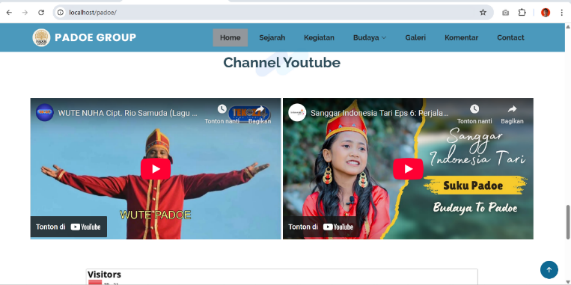 localhost/padoe/
PADOE GROUP
Home Sejarah Kegiatan Budaya Galeri Komentar Contact
Channel Youtube
WUTE NUHA Cipt. Rio Samuda (Lagu ...
Tonton nanti Bagikan
WUTE PADOE
Tonton di YouTube
Sanggar Indonesia Tari Eps 6: Perjala...
Tonton nanti Bagikan
Sanggar
Indonesia Tari
Suku Padoe
Budaya To Padoe
Tonton di YouTube
Visitors